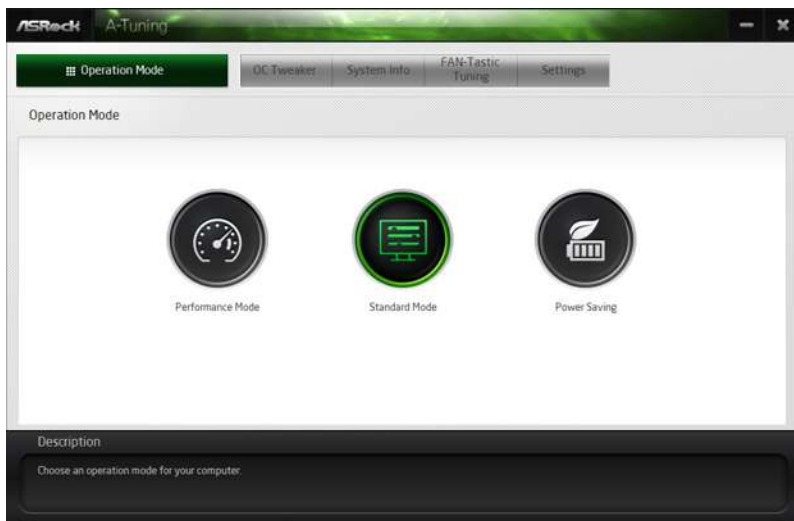 ASRock A-Tuning
Operation Mode OC Tweaker System Info FAN-Tastic
Tuning Settings
Operation Mode
Performance Mode Standard Mode Power Saving
Description
Choose an operation mode for your computer.